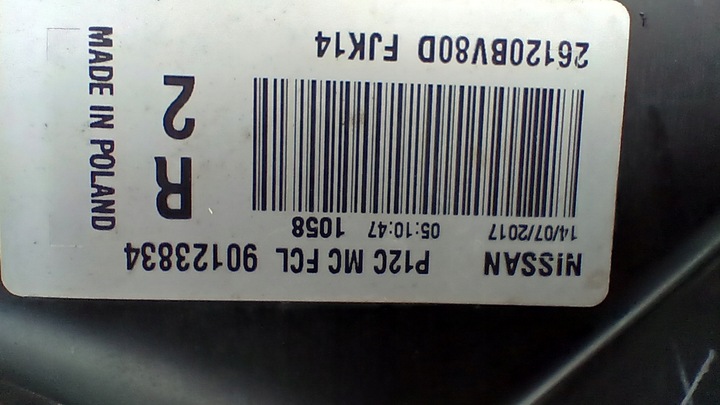 NISSAN P12C MC FCL 90123834
14/07/2017 05:10:47 1058
R
2
26120BV80D FJK14
MADE IN POLAND